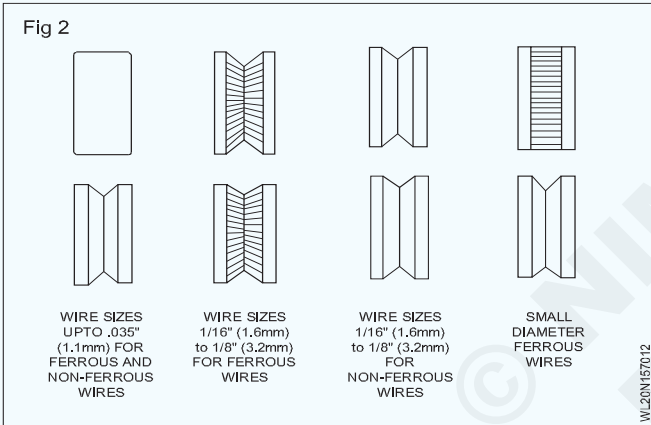 Fig 2
WIRE SIZES
UPTO .035"
(1.1mm) FOR
FERROUS AND
NON-FERROUS
WIRES
WIRE SIZES
1/16" (1.6mm)
to 1/8" (3.2mm)
FOR FERROUS
WIRES
WIRE SIZES
1/16" (1.6mm)
to 1/8" (3.2mm)
FOR
NON-FERROUS
WIRES
SMALL
DIAMETER
FERROUS
WIRES
WL20N157012
© NI